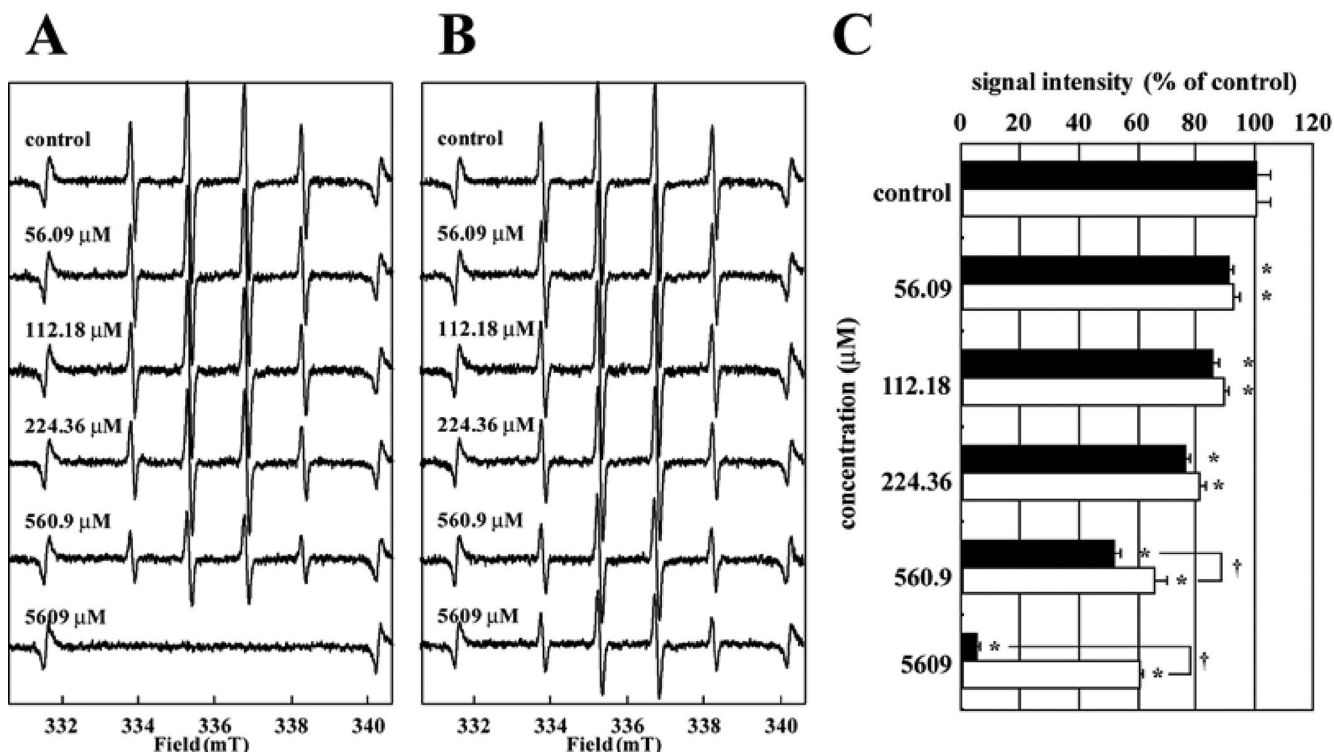 A
control
56.09 μM
112.18 μM
224.36 μM
560.9 μM
5609 μM
332 334 336 338 340
Field (mT)
B
control
56.09 μM
112.18 μM
224.36 μM
560.9 μM
5609 μM
332 334 336 338 340
Field (mT)
C
signal intensity (% of control)
0 20 40 60 80 100 120
concentration (μM)
control
56.09
*
*
112.18
*
*
224.36
*
*
560.9
*
*
†
5609
*
*
†